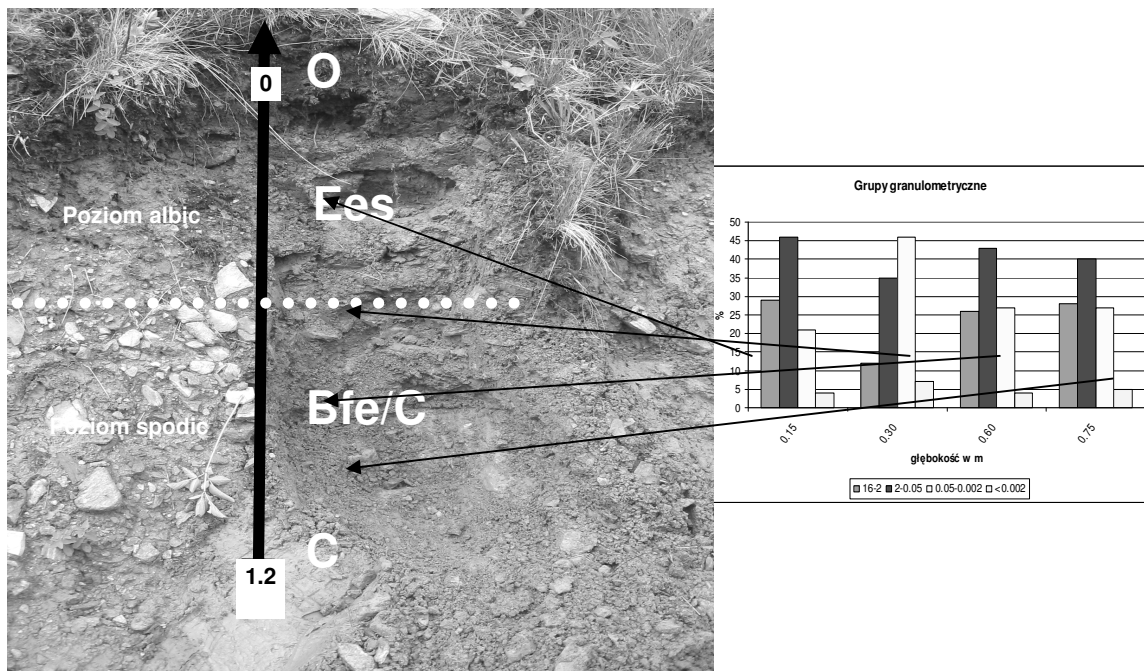 0
O
Ees
Poziom albic
Bfe/C
Poziom spodic
C
1.2
Grupy granulometryczne
50
45
40
35
30
25
20
15
10
5
0
%
0.15
0.30
0.60
0.75
głębokość w m
16-2 2-0.05 0.05-0.002 <0.002